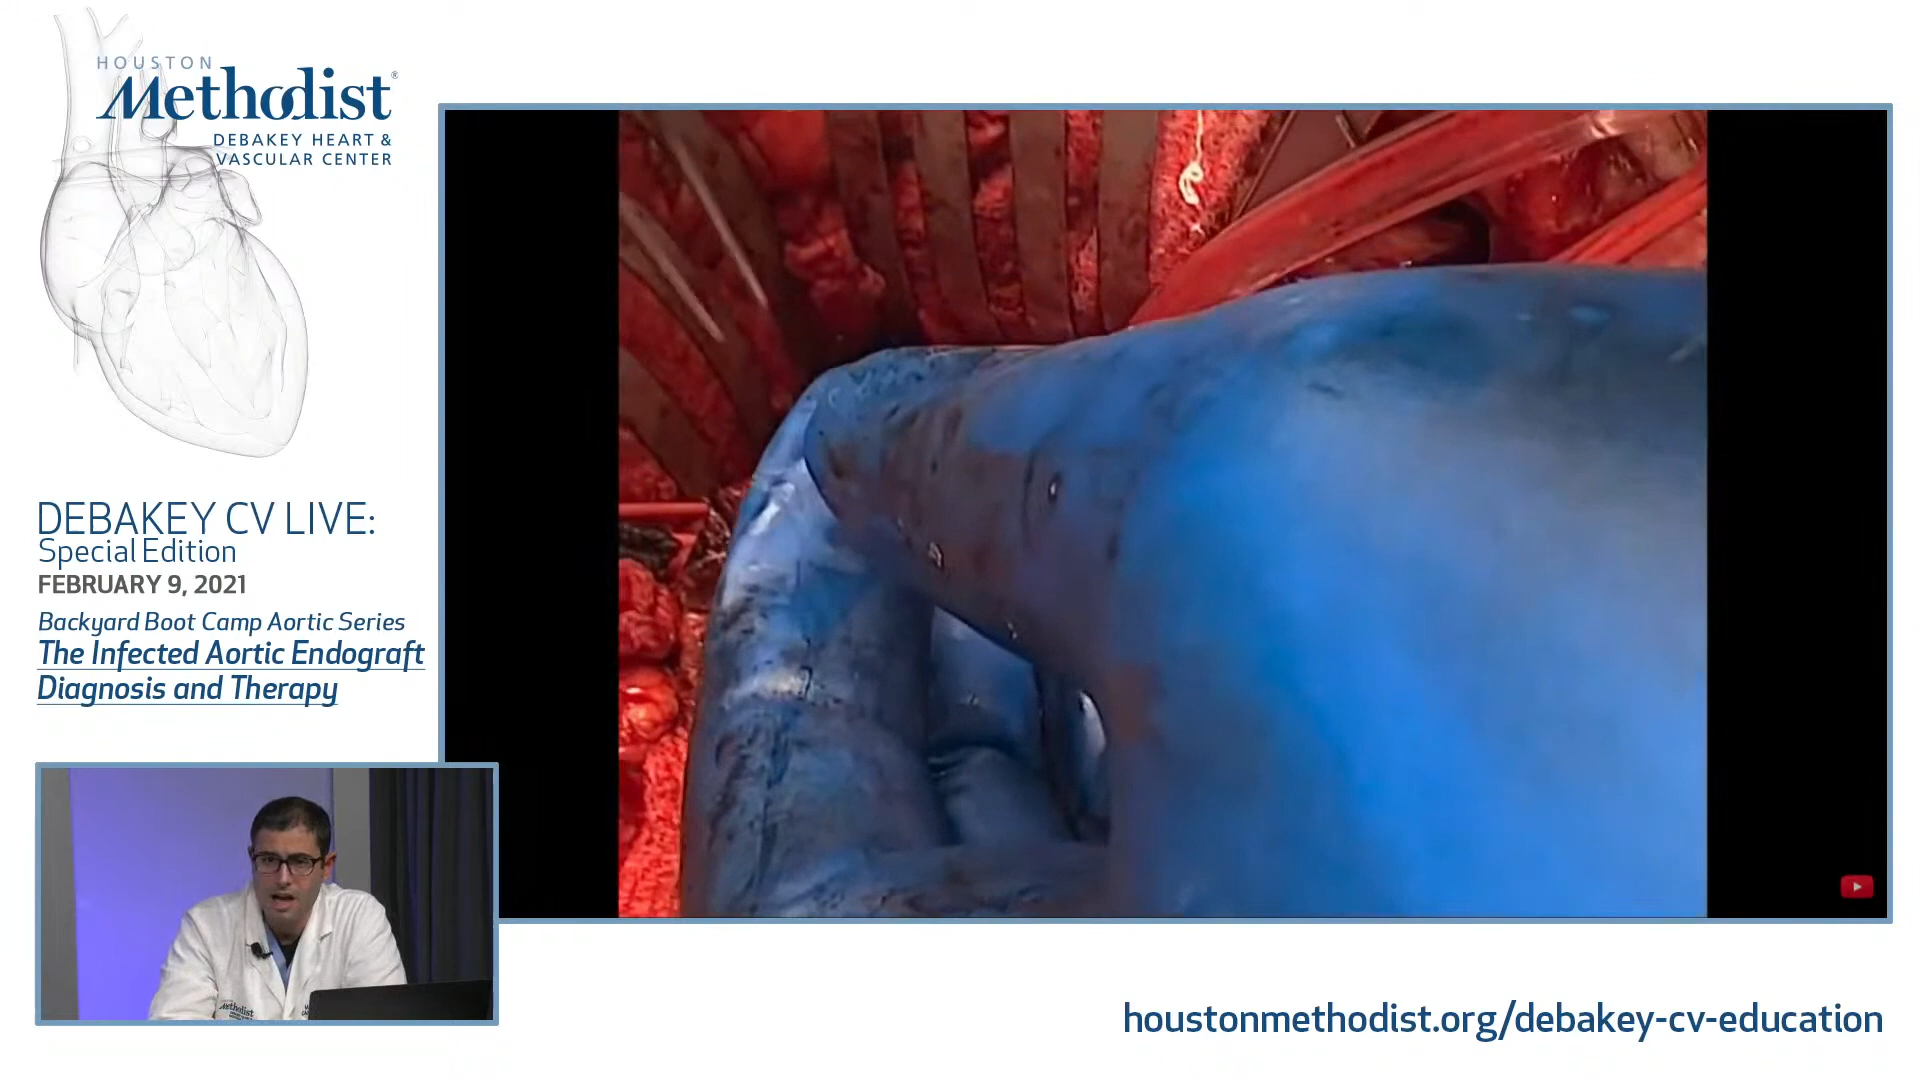 HOUSTON
Methodist®
DEBAKEY HEART &
VASCULAR CENTER
DEBAKEY CV LIVE:
Special Edition
FEBRUARY 9, 2021
Backyard Boot Camp Aortic Series
The Infected Aortic Endograft
Diagnosis and Therapy
Methodist
houstonmethodist.org/debakey-cv-education